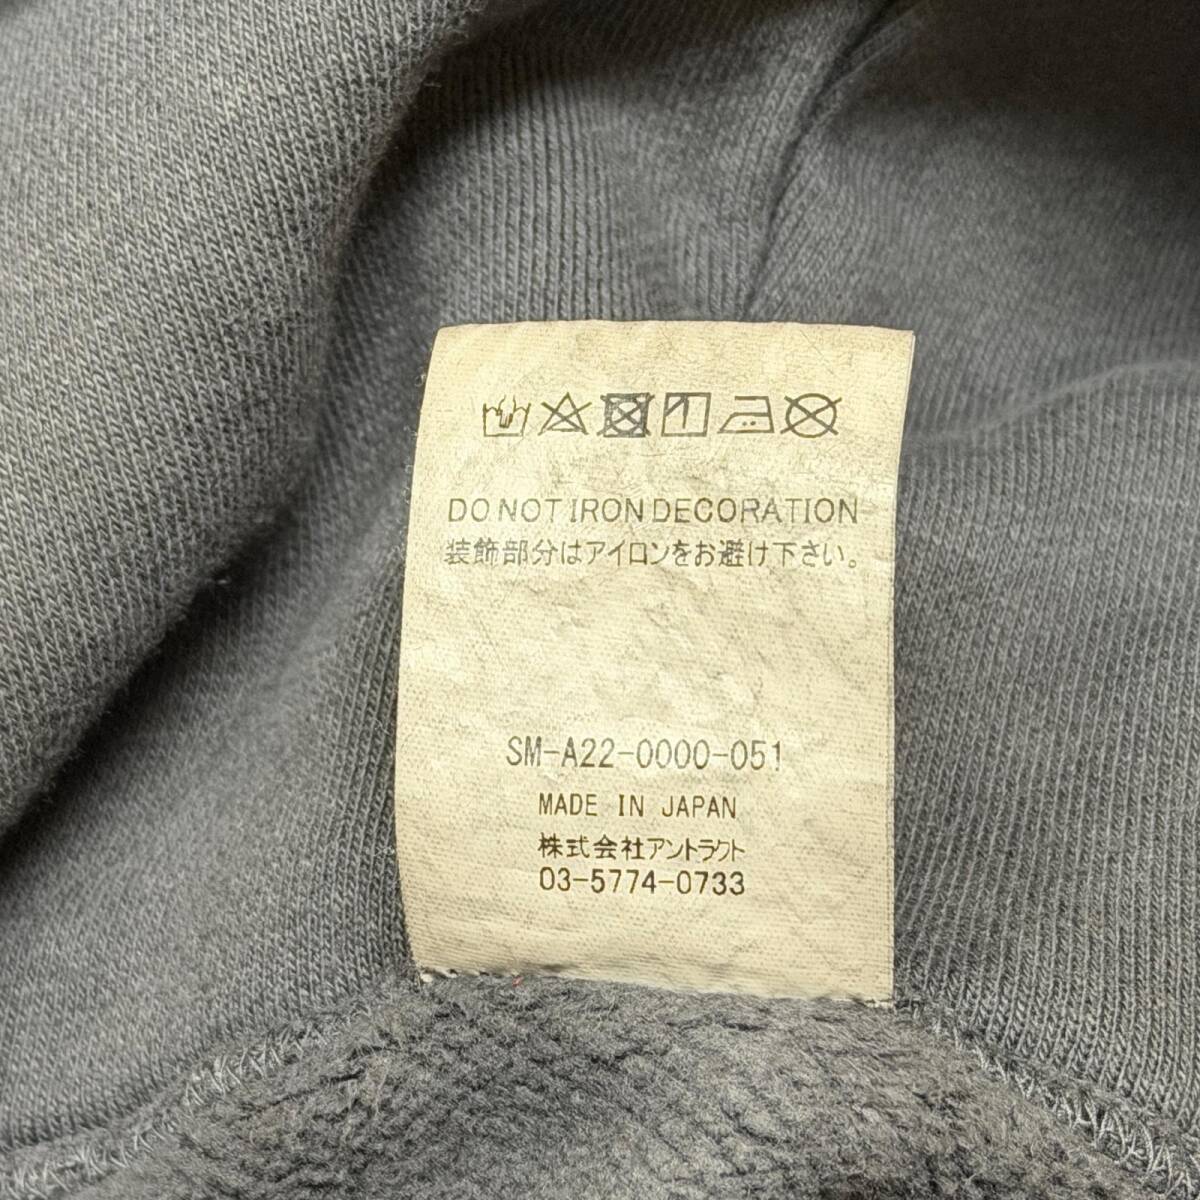 DO NOT IRON DECORATION
装飾部分はアイロンをお避け下さい。
SM-A22-0000-051
MADE IN JAPAN
株式会社アントラクト
03-5774-0733